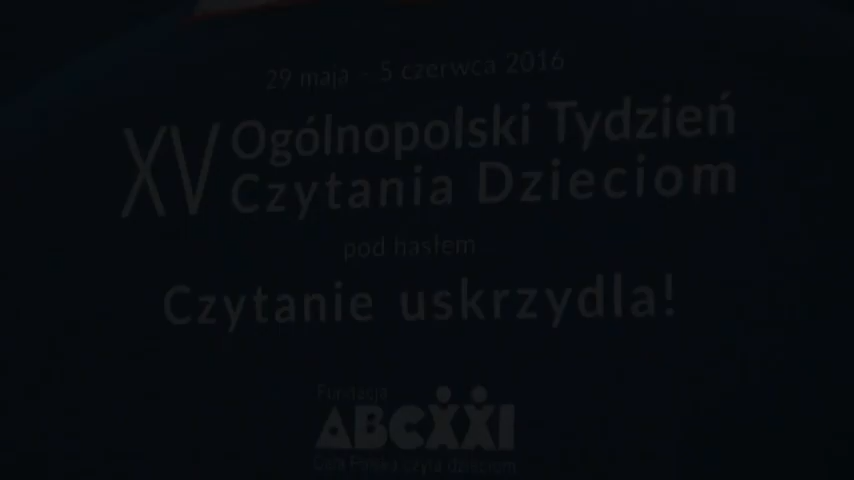 29 maja - 5 czerwca 2016
XV Ogólnopolski Tydzień
Czytania Dzieciom
pod hasłem
Czytanie uskrzydla!
Fundacja
ABCXXI
Cała Polska czyta dzieciom